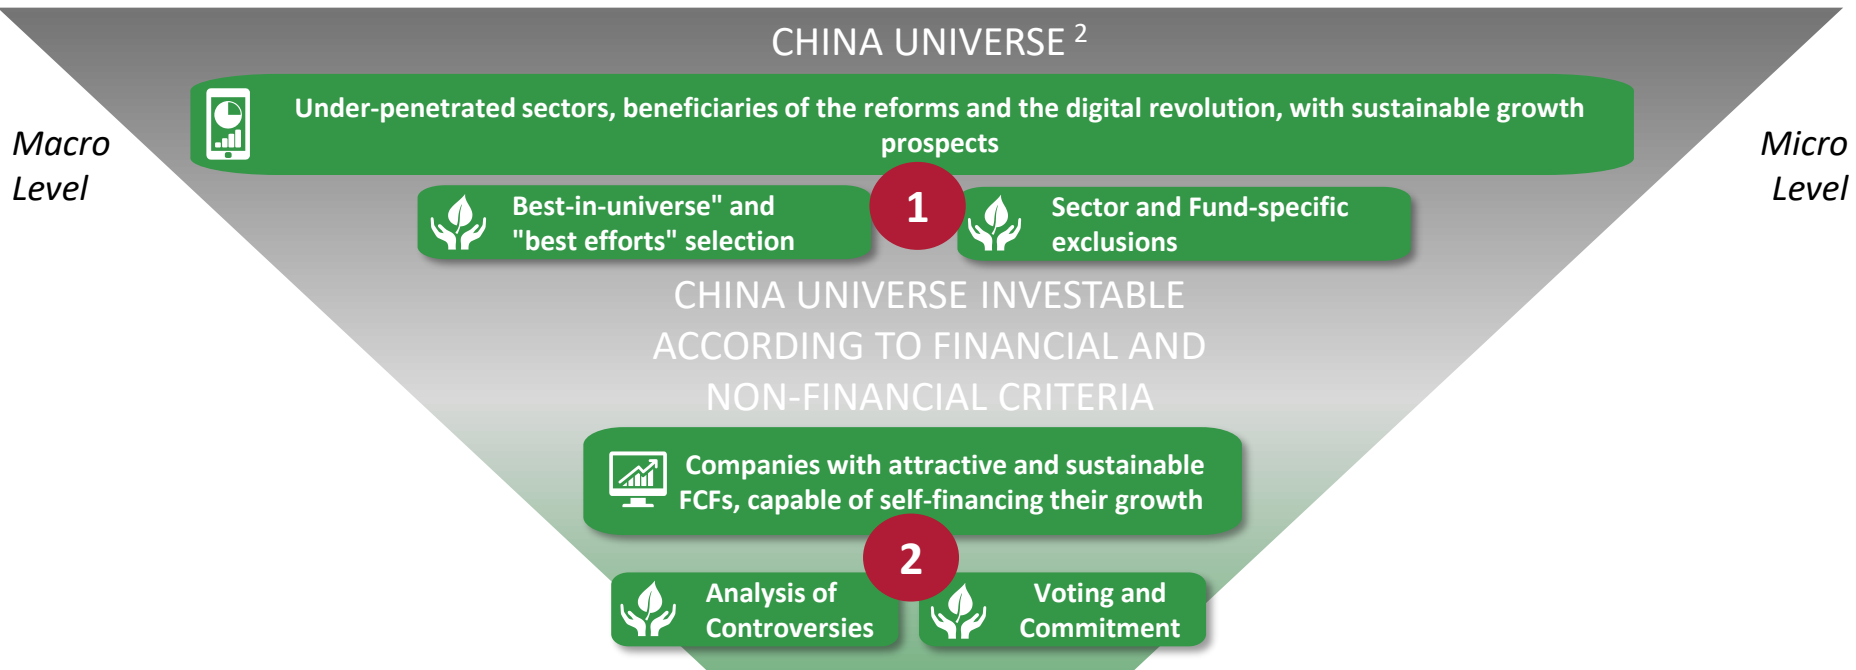 CHINA UNIVERSE 2
Under-penetrated sectors, beneficiaries of the reforms and the digital revolution, with sustainable growth
prospects
Macro
Level
Micro
Level
1
Best-in-universe" and
"best efforts" selection
Sector and Fund-specific
exclusions
CHINA UNIVERSE INVESTABLE
ACCORDING TO FINANCIAL AND
NON-FINANCIAL CRITERIA
Companies with attractive and sustainable
FCFs, capable of self-financing their growth
2
Analysis of
Controversies
Voting and
Commitment